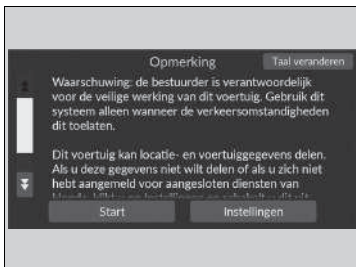 Opmerking
Taal veranderen
Waarschuwing: de bestuurder is verantwoordelijk
voor de veilige werking van dit voertuig. Gebruik dit
systeem alleen wanneer de verkeersomstandigheden
dit toelaten.
Dit voertuig kan locatie- en voertuiggegevens delen.
Als u deze gegevens niet wilt delen of als u zich niet
hebt aangemeld voor aangesloten diensten van
Start
Instellingen